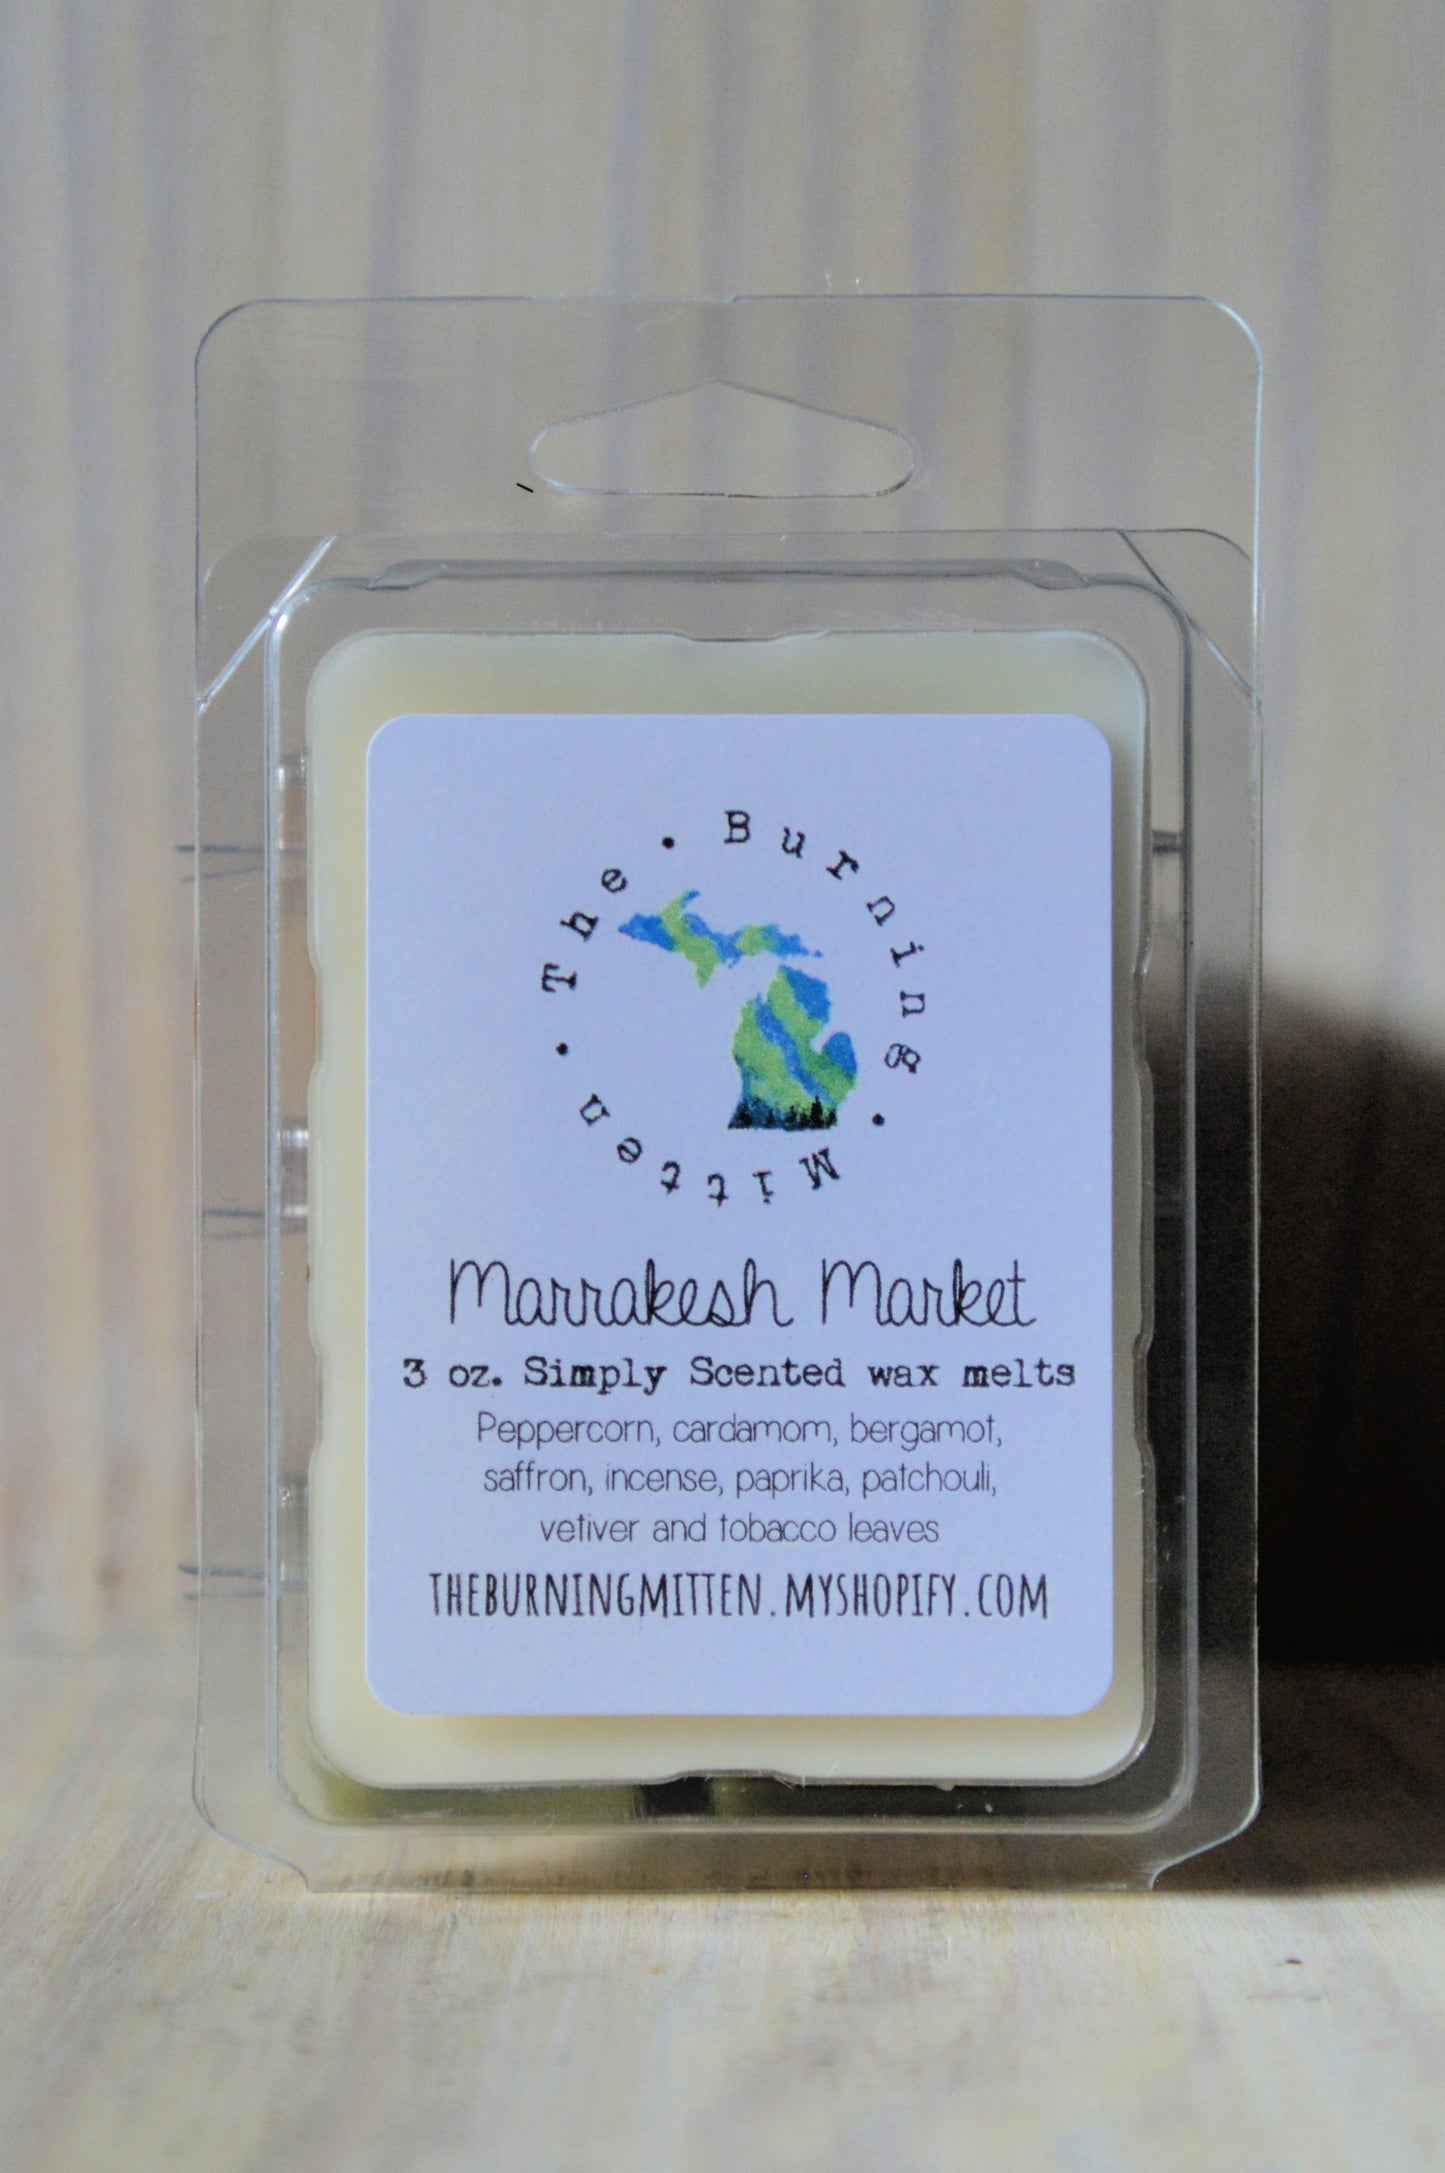 The • Burning • Mitten •
Marrakesh Market
3 oz. Simply Scented wax melts
Peppercorn, cardamom, bergamot,
saffron, incense, paprika, patchouli,
vetiver and tobacco leaves
THEBURNINGMITTEN.MYSHOPIFY.COM